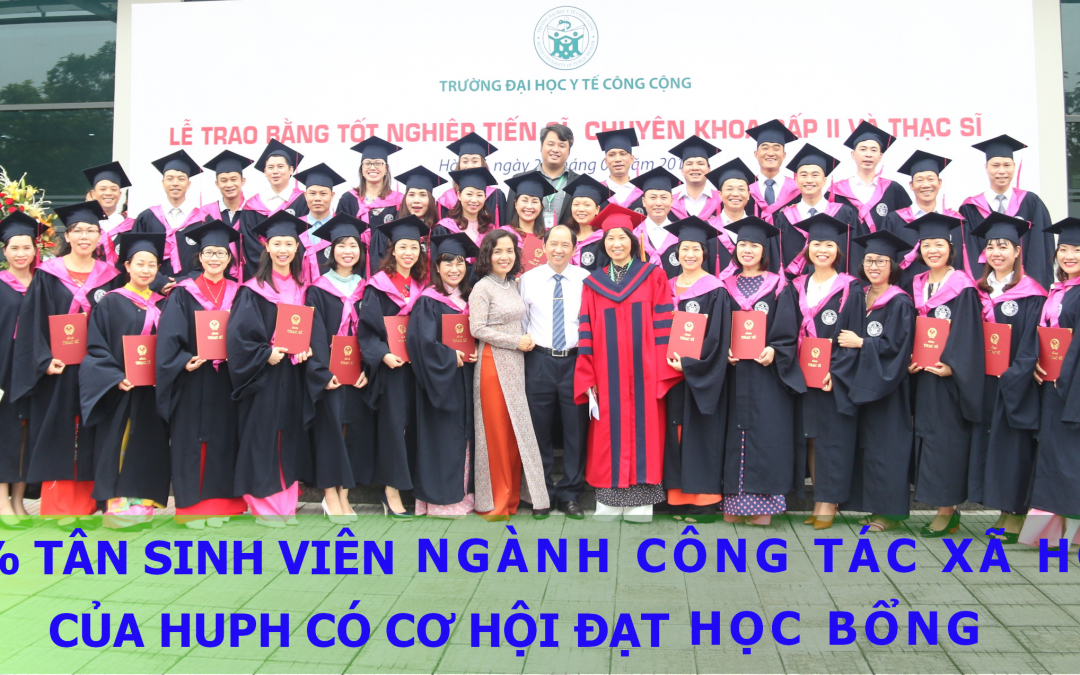 TRƯỜNG ĐẠI HỌC Y TẾ CÔNG CỘNG
LỄ TRAO BẰNG TỐT NGHIỆP TIẾN SĨ, CHUYÊN KHOA CẤP II VÀ THẠC SĨ
% TÂN SINH VIÊN NGÀNH CÔNG TÁC XÃ H
CỦA HUPH CÓ CƠ HỘI ĐẠT HỌC BỔNG